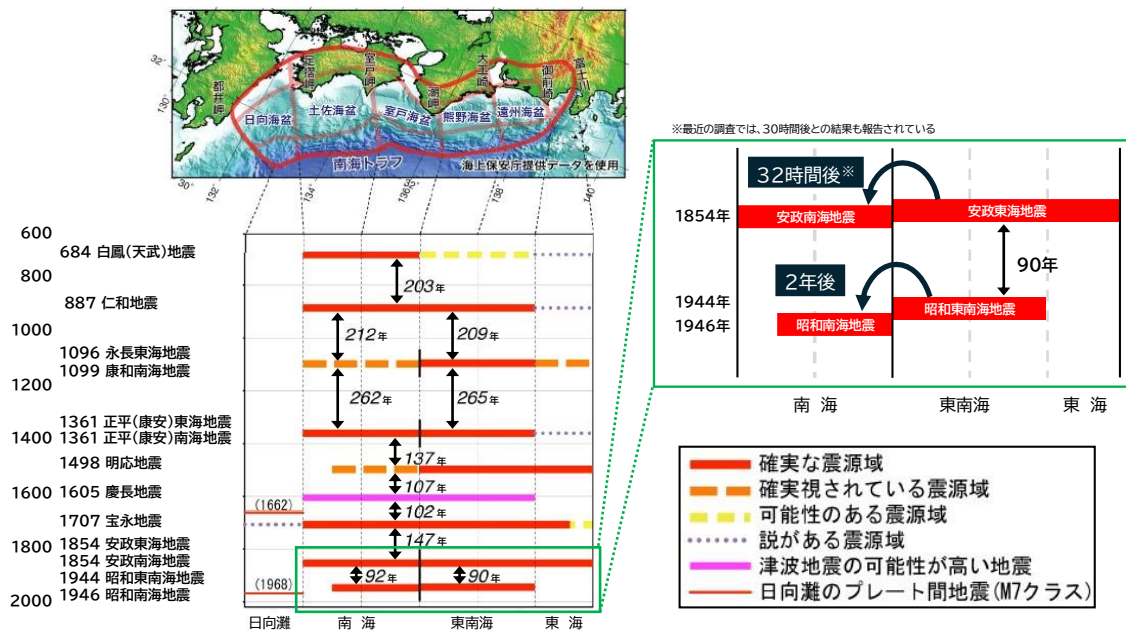 富士川
御前崎
大王崎
潮岬
室戸岬
足摺岬
都井岬
日向海盆
土佐海盆
室戸海盆
熊野海盆
遠州海盆
南海トラフ
海上保安庁提供データを使用
32°
130°
30°
132°
134°
136°
138°
140°
600
800
1000
1200
1400
1600
1800
2000
684 白鳳(天武)地震
887 仁和地震
1096 永長東海地震
1099 康和南海地震
1361 正平(康安)東海地震
1361 正平(康安)南海地震
1498 明応地震
1605 慶長地震
1707 宝永地震
1854 安政東海地震
1854 安政南海地震
1944 昭和東南海地震
1946 昭和南海地震
203年
212年
209年
262年
265年
137年
107年
(1662)
102年
147年
92年
90年
(1968)
日向灘
南 海
東南海
東 海
※最近の調査では、30時間後との結果も報告されている
32時間後※
1854年
安政南海地震
安政東海地震
90年
2年後
1944年
昭和東南海地震
1946年
昭和南海地震
南 海
東南海
東 海
確実な震源域
確実視されている震源域
可能性のある震源域
説がある震源域
津波地震の可能性が高い地震
日向灘のプレート間地震(M7クラス)